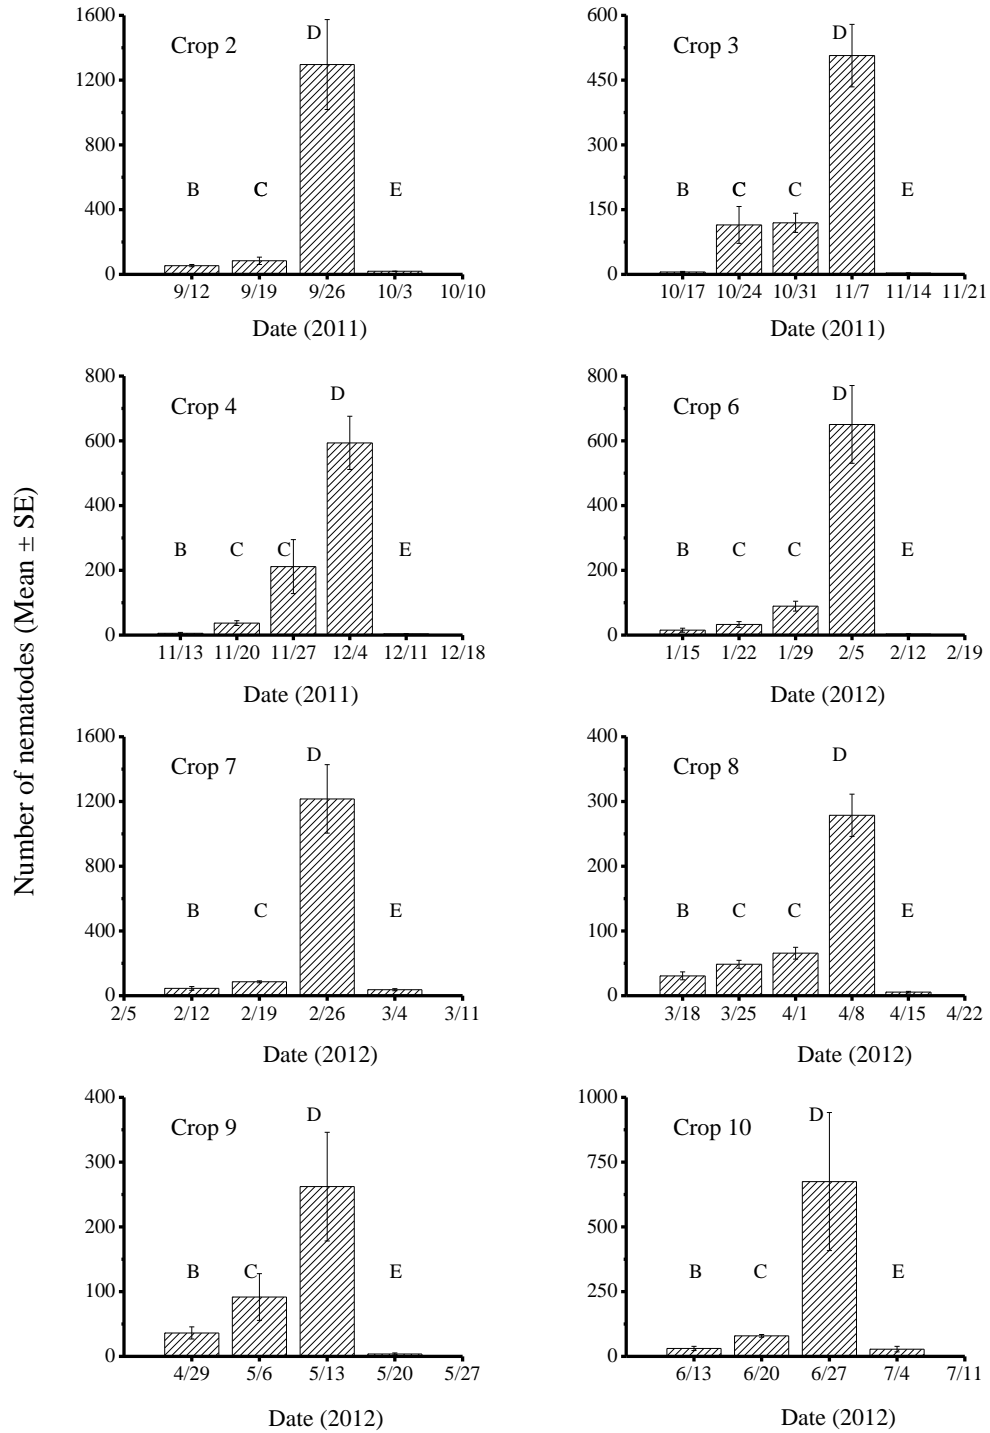 Number of nematodes (Mean ± SE)
1600
1200
800
400
0
Crop 2
B
C
D
E
9/12 9/19 9/26 10/3 10/10
Date (2011)
600
450
300
150
0
Crop 3
B
C
C
D
E
10/17 10/24 10/31 11/7 11/14 11/21
Date (2011)
800
600
400
200
0
Crop 4
B
C
C
D
E
11/13 11/20 11/27 12/4 12/11 12/18
Date (2011)
800
600
400
200
0
Crop 6
B
C
C
D
E
1/15 1/22 1/29 2/5 2/12 2/19
Date (2012)
1600
1200
800
400
0
Crop 7
B
C
D
E
2/5 2/12 2/19 2/26 3/4 3/11
Date (2012)
400
300
200
100
0
Crop 8
B
C
C
D
E
3/18 3/25 4/1 4/8 4/15 4/22
Date (2012)
400
300
200
100
0
Crop 9
B
C
D
E
4/29 5/6 5/13 5/20 5/27
Date (2012)
1000
750
500
250
0
Crop 10
B
C
D
E
6/13 6/20 6/27 7/4 7/11
Date (2012)